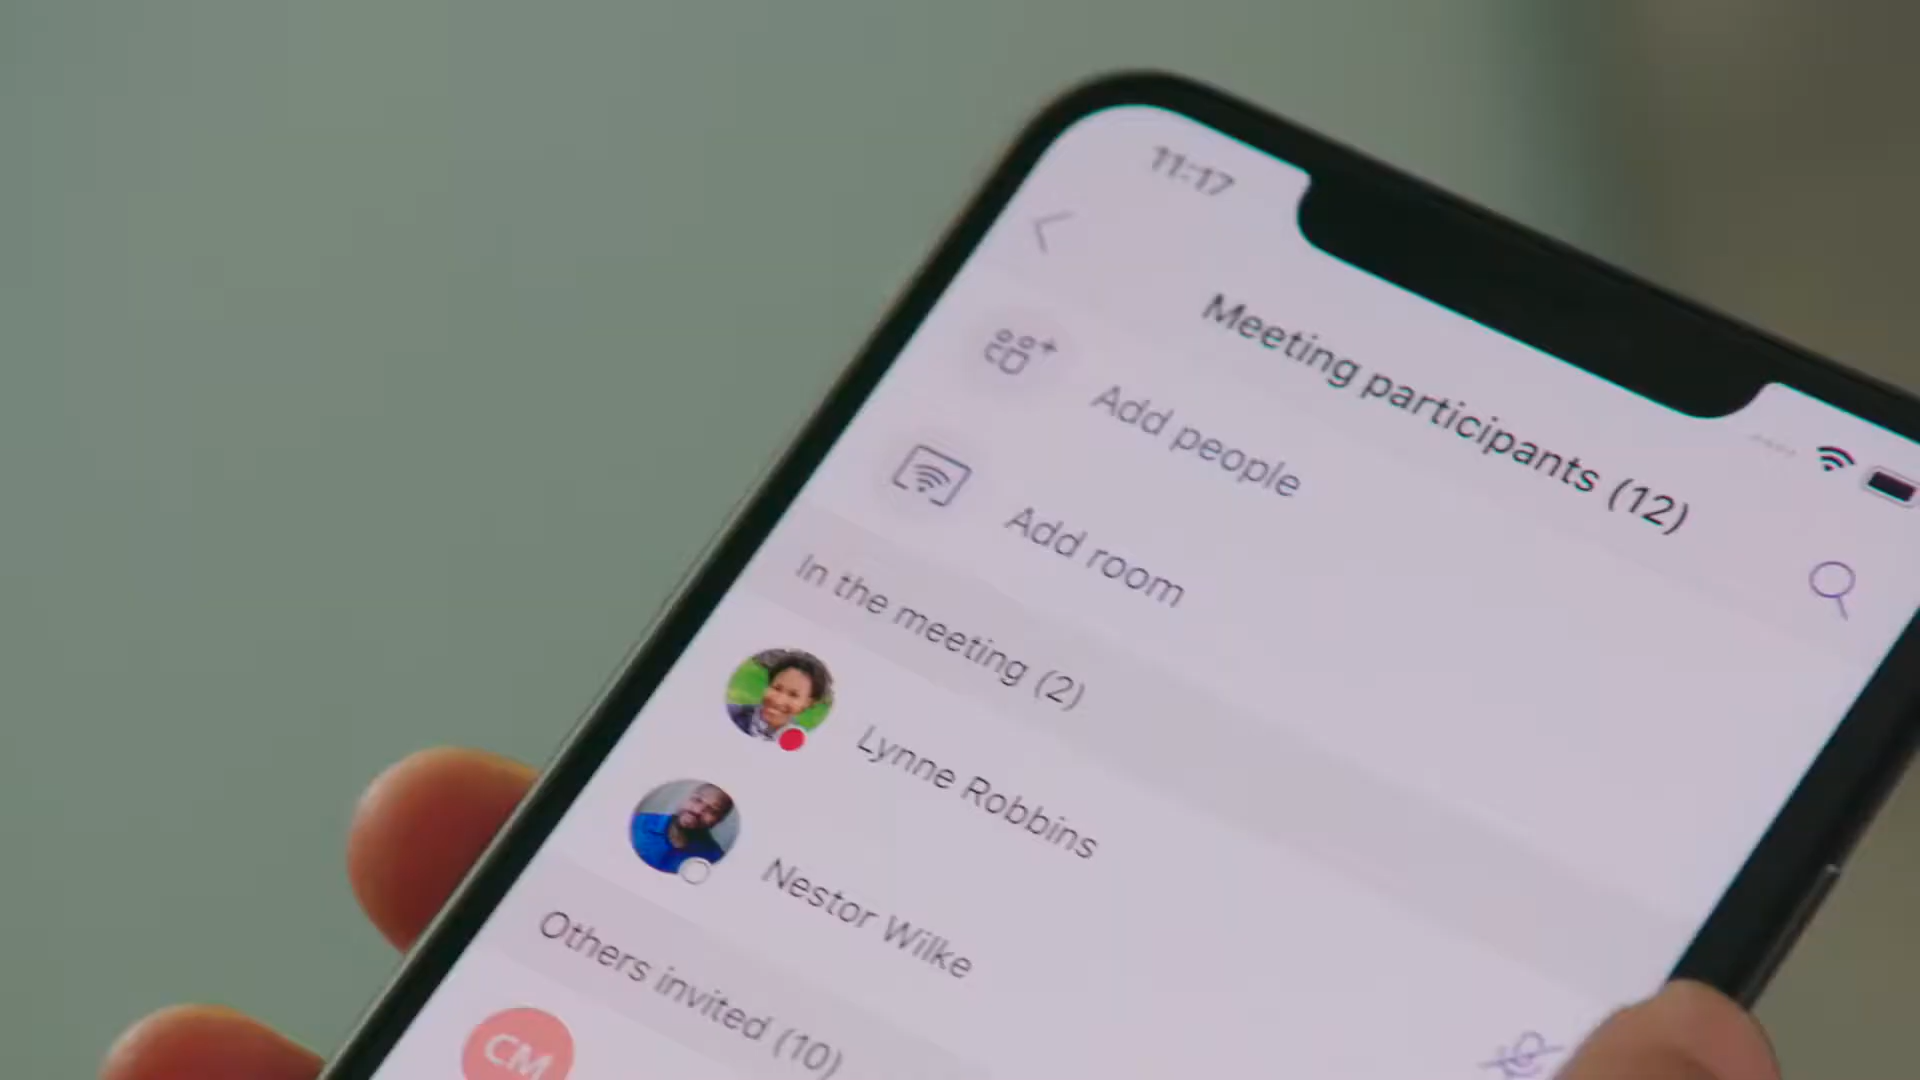 11:17
Meeting participants (12)
Add people
Add room
In the meeting (2)
Lynne Robbins
Nestor Wilke
Others invited (10)
CM